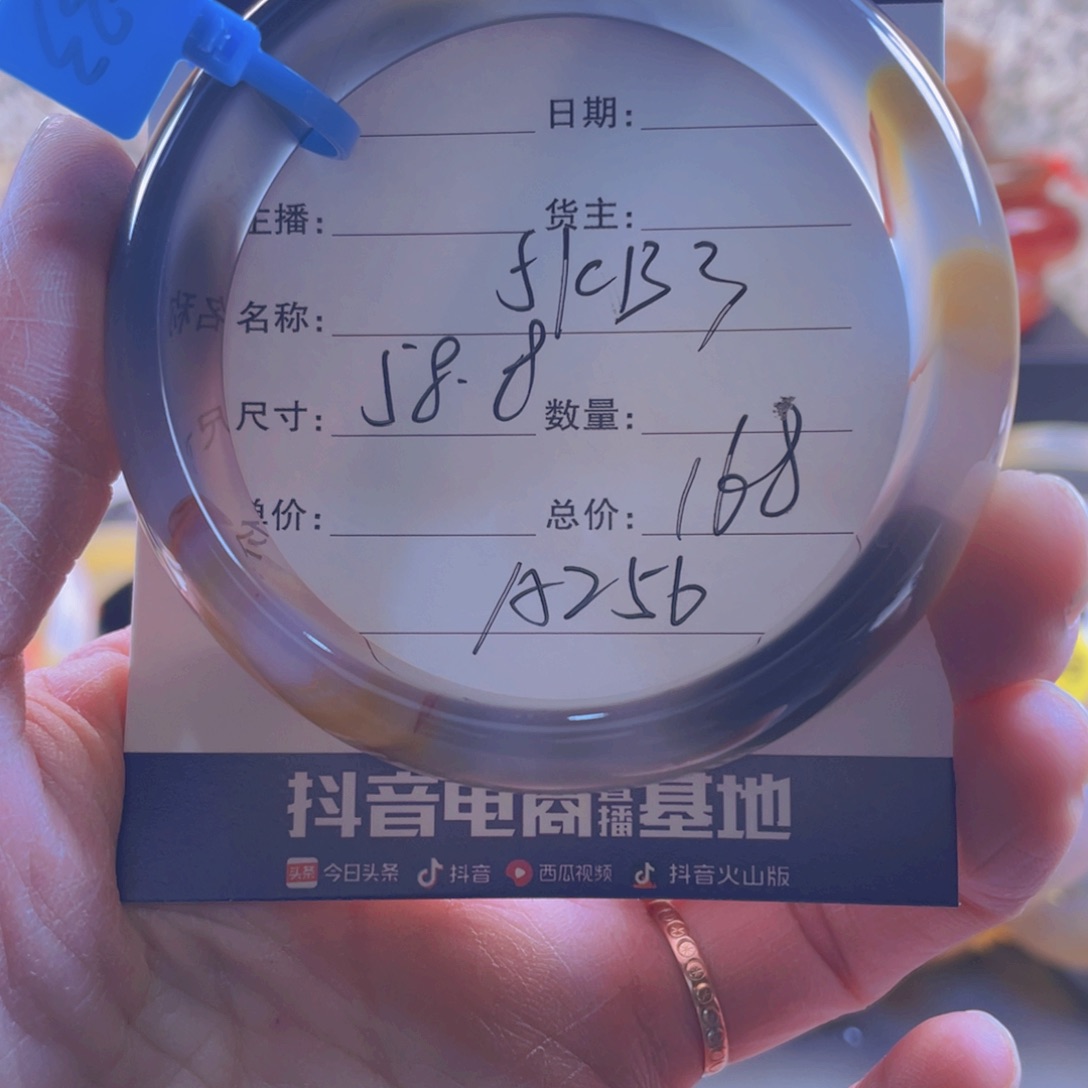 日期:
主播: 货主:
名称:
58.8
尺寸: 数量:
168
单价: 总价:
A256
抖音电商直播基地
头条 今日头条 抖音 西瓜视频 抖音火山版